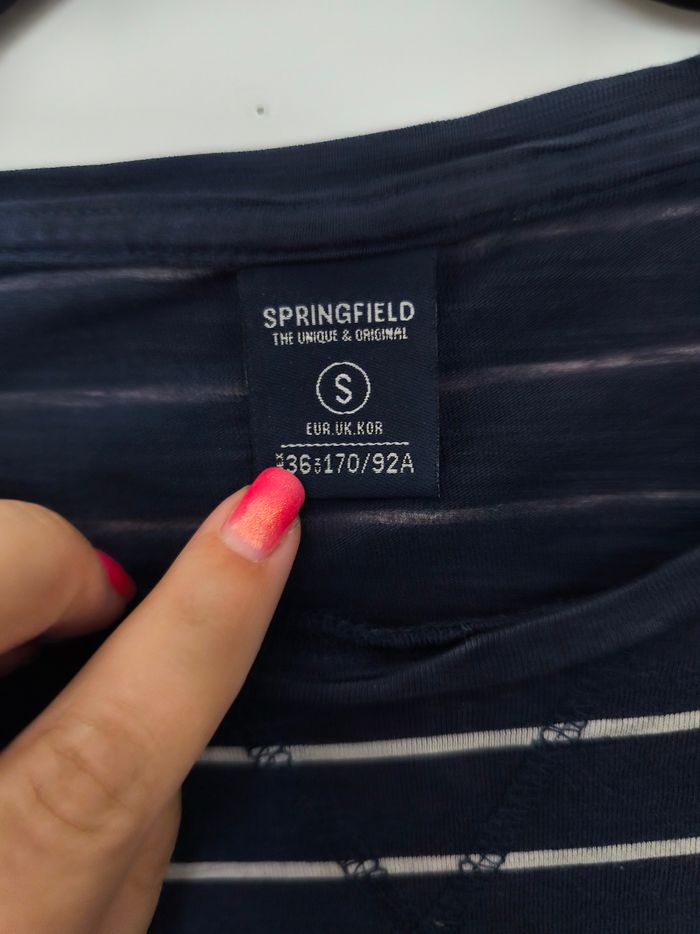 SPRINGFIELD
THE UNIQUE & ORIGINAL
S
EUR.UK.KOR
36 170/92A